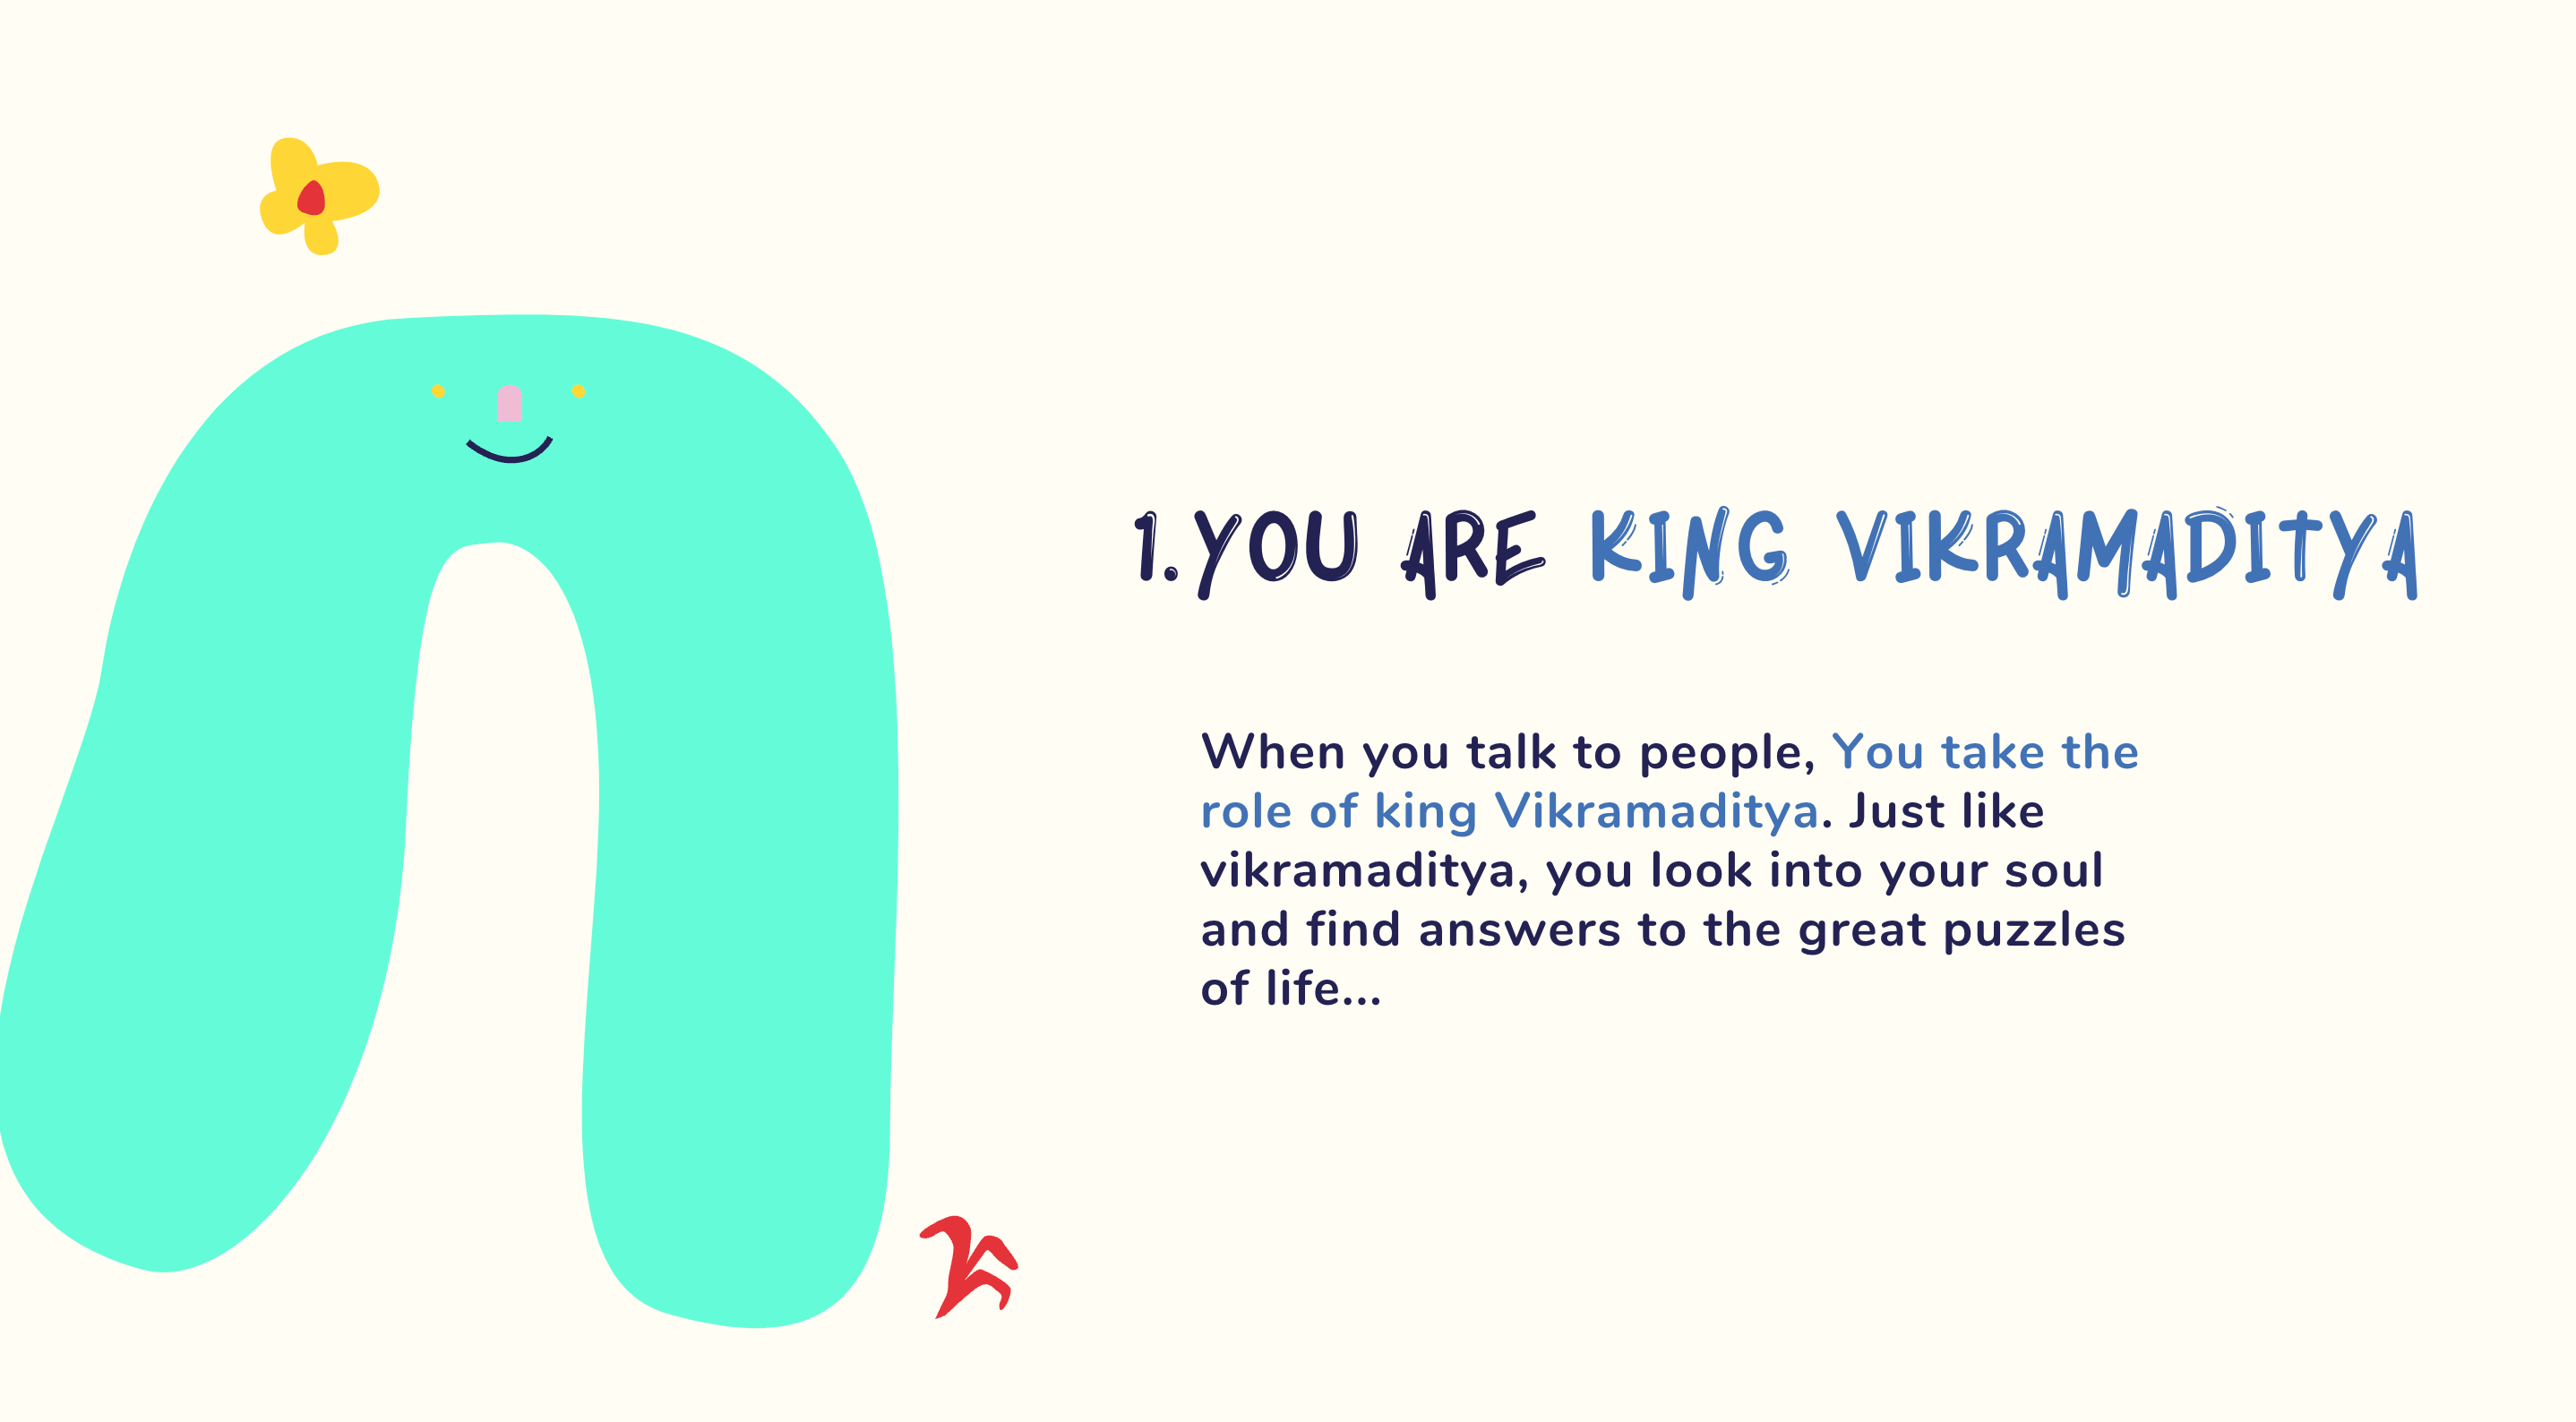 1.YOU ARE KING VIKRAMADITYA
When you talk to people, You take the
role of king Vikramaditya. Just like
vikramaditya, you look into your soul
and find answers to the great puzzles
of life...